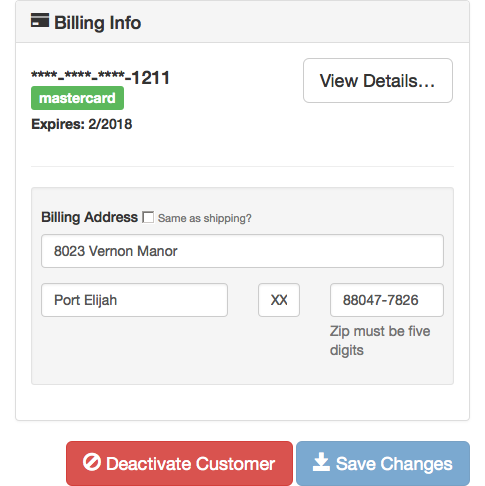 Billing Info
****-****-****-1211
View Details...
mastercard
Expires: 2/2018
Billing Address Same as shipping?
8023 Vernon Manor
Port Elijah XX 88047-7826
Zip must be five
digits
Deactivate Customer Save Changes